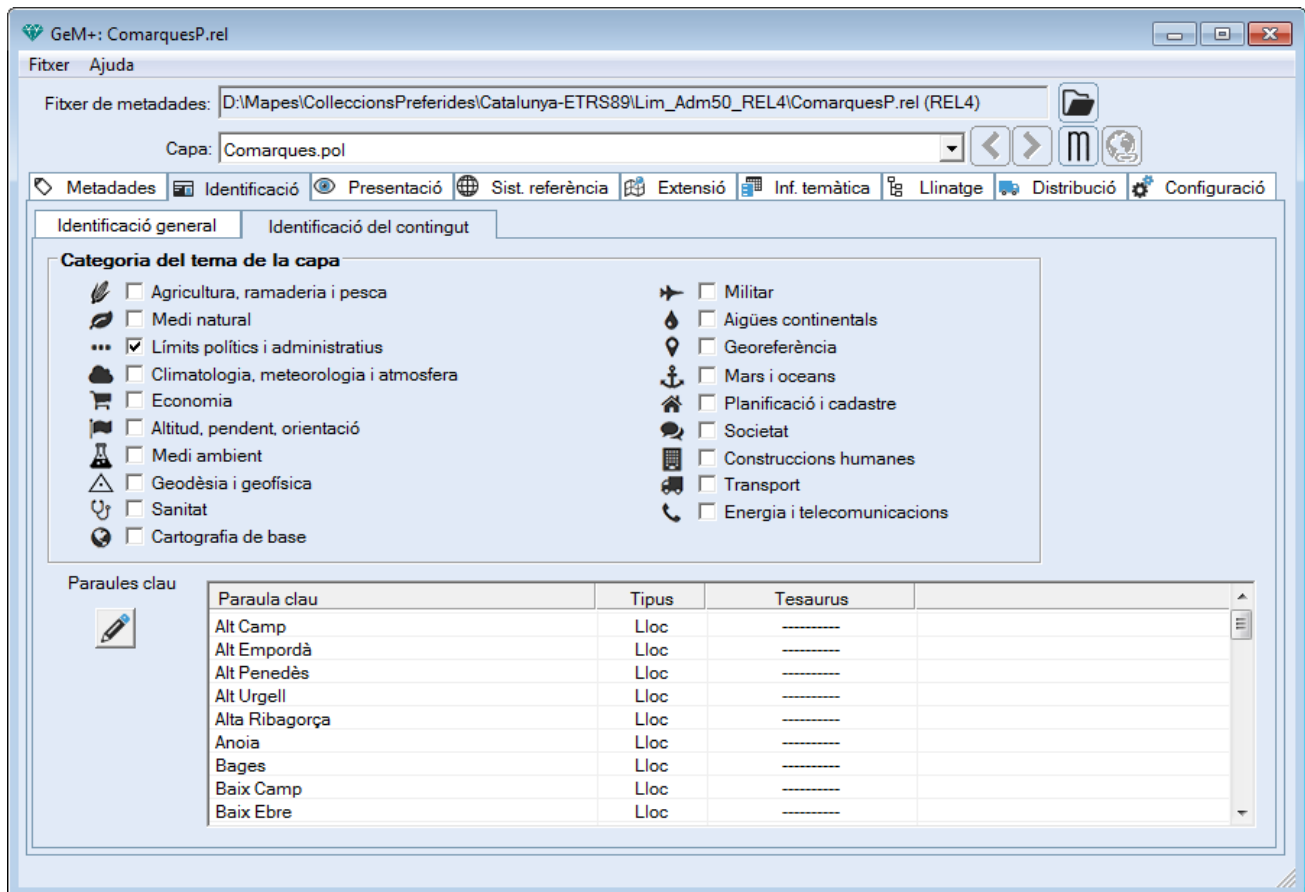 GeM+: ComarquesP.rel
Fitxer Ajuda
Fitxer de metadades: D:\Mapes\ColleccionsPreferides\Catalunya-ETRS89\Lim_Adm50_REL4\ComarquesP.rel (REL4)
Capa: Comarques.pol
Metadades Identificació Presentació Sist. referència Extensió Inf. temàtica Llinatge Distribució Configuració
Identificació general Identificació del contingut
Categoria del tema de la capa
Agricultura, ramaderia i pesca
Medi natural
Límits polítics i administratius
Climatologia, meteorologia i atmosfera
Economia
Altitud, pendent, orientació
Medi ambient
Geodèsia i geofísica
Sanitat
Cartografia de base
Militar
Aigües continentals
Georeferència
Mars i oceans
Planificació i cadastre
Societat
Construccions humanes
Transport
Energia i telecomunicacions
Paraules clau
Paraula clau Tipus Tesaurus
Alt Camp Lloc ----------
Alt Empordà Lloc ----------
Alt Penedès Lloc ----------
Alt Urgell Lloc ----------
Alta Ribagorça Lloc ----------
Anoia Lloc ----------
Bages Lloc ----------
Baix Camp Lloc ----------
Baix Ebre Lloc ----------